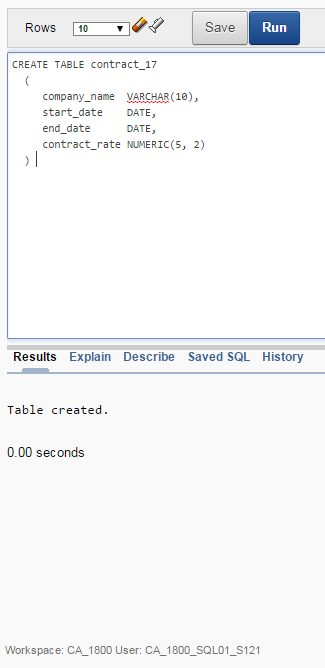 Rows 10 Save Run
CREATE TABLE contract_17
(
company_name VARCHAR(10),
start_date DATE,
end_date DATE,
contract_rate NUMERIC(5, 2)
)
Results Explain Describe Saved SQL History
Table created.
0.00 seconds
Workspace: CA_1800 User: CA_1800_SQL01_S121